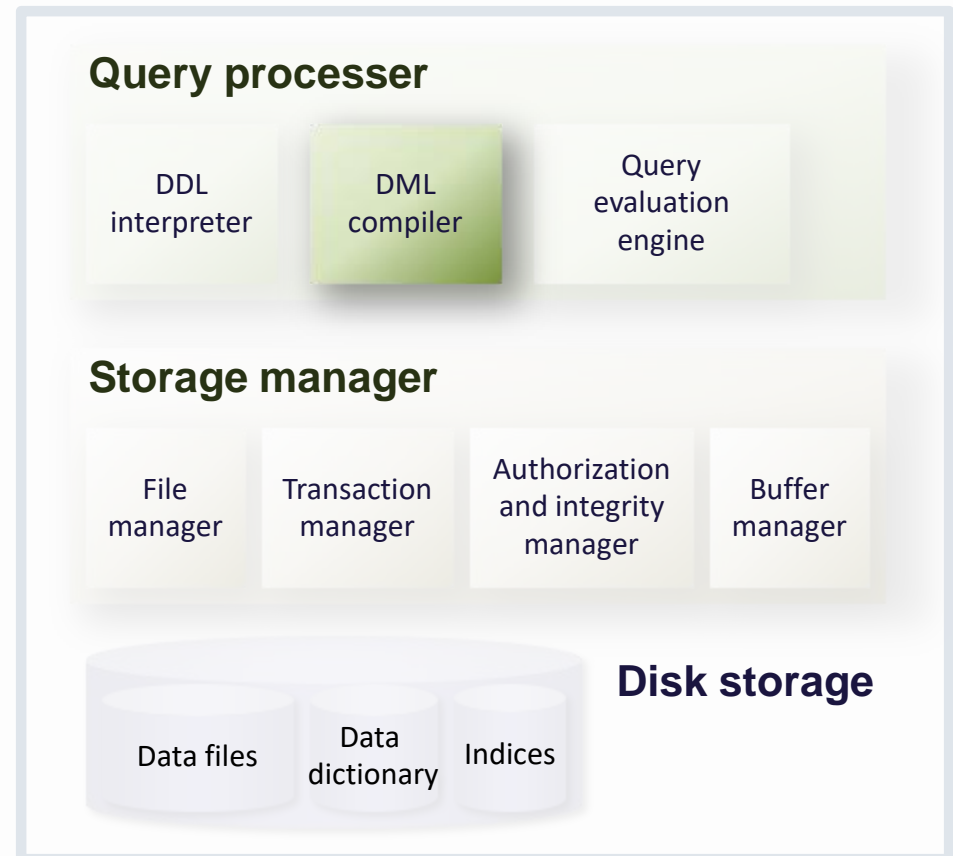 Query processer
DDL
interpreter
DML
compiler
Query
evaluation
engine
Storage manager
File
manager
Transaction
manager
Authorization
and integrity
manager
Buffer
manager
Disk storage
Data files
Data
dictionary
Indices